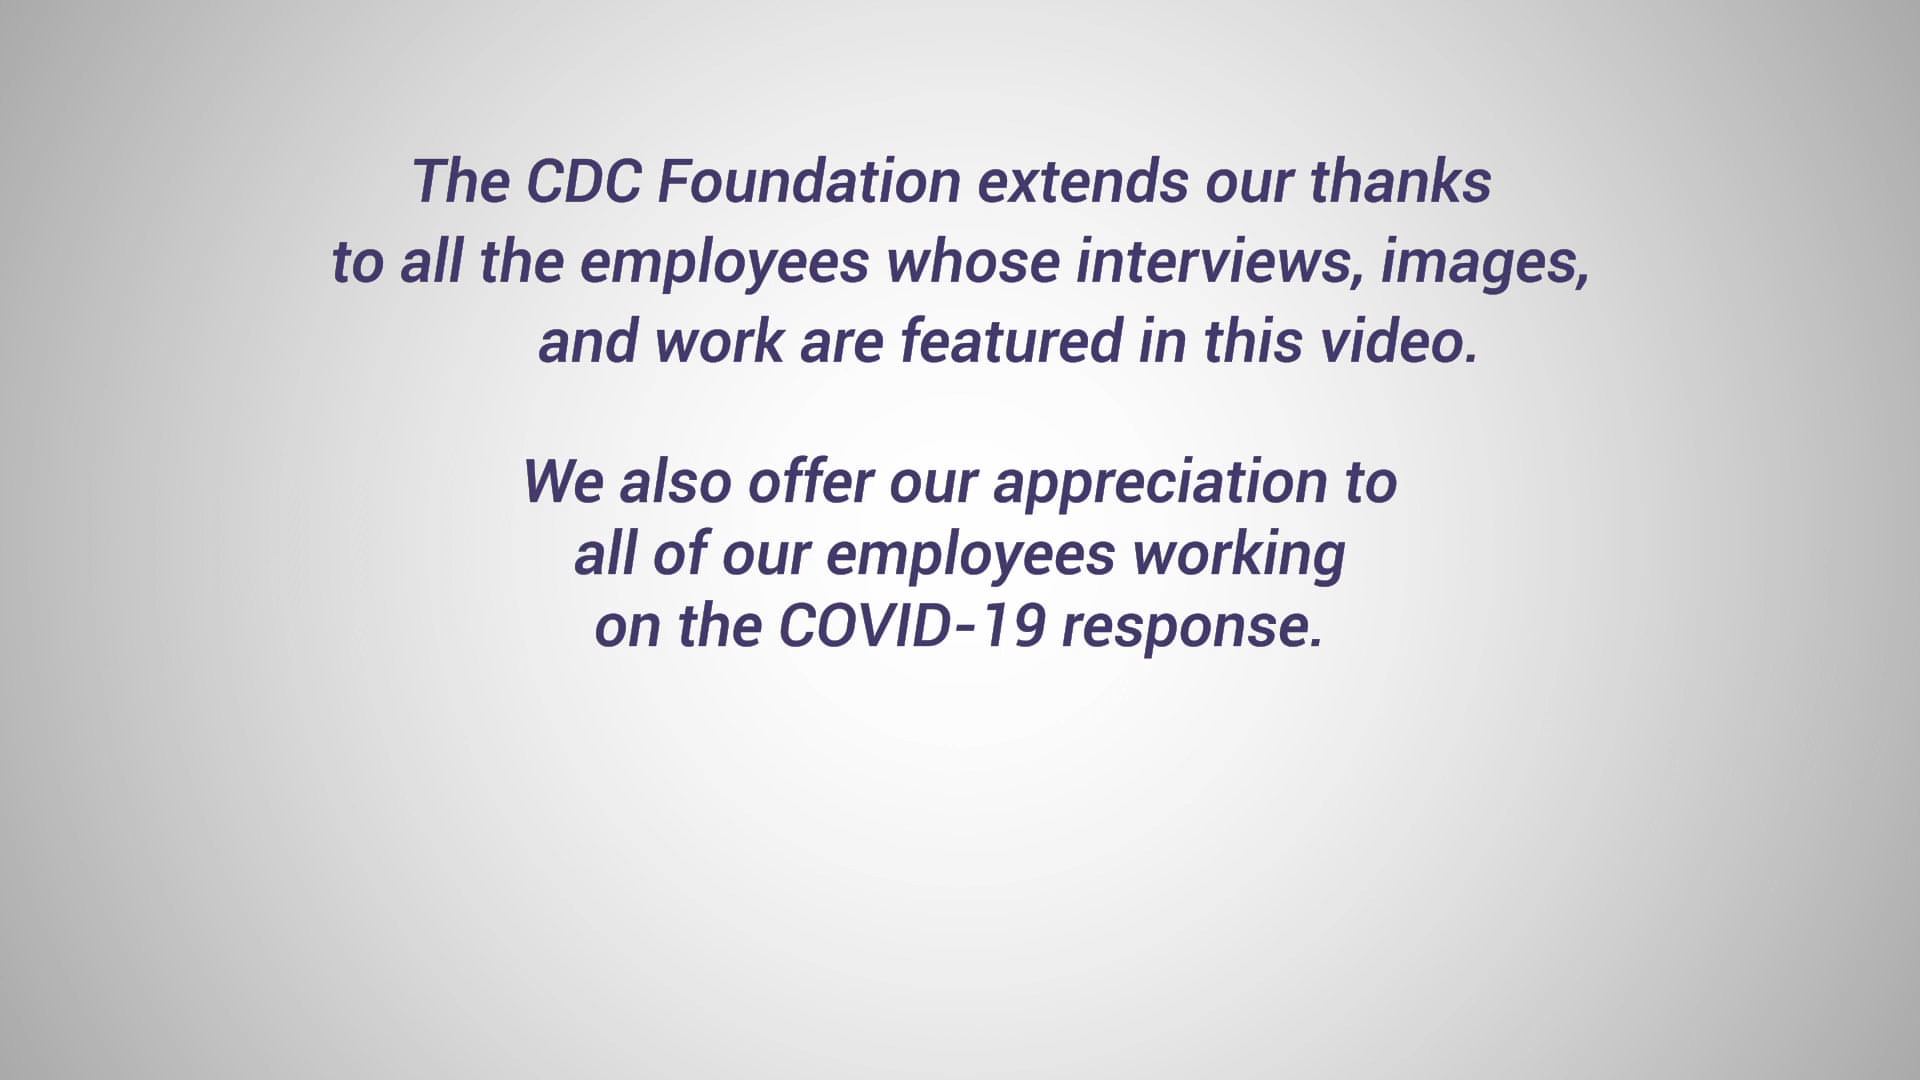 The CDC Foundation extends our thanks
to all the employees whose interviews, images,
and work are featured in this video.
We also offer our appreciation to
all of our employees working
on the COVID-19 response.